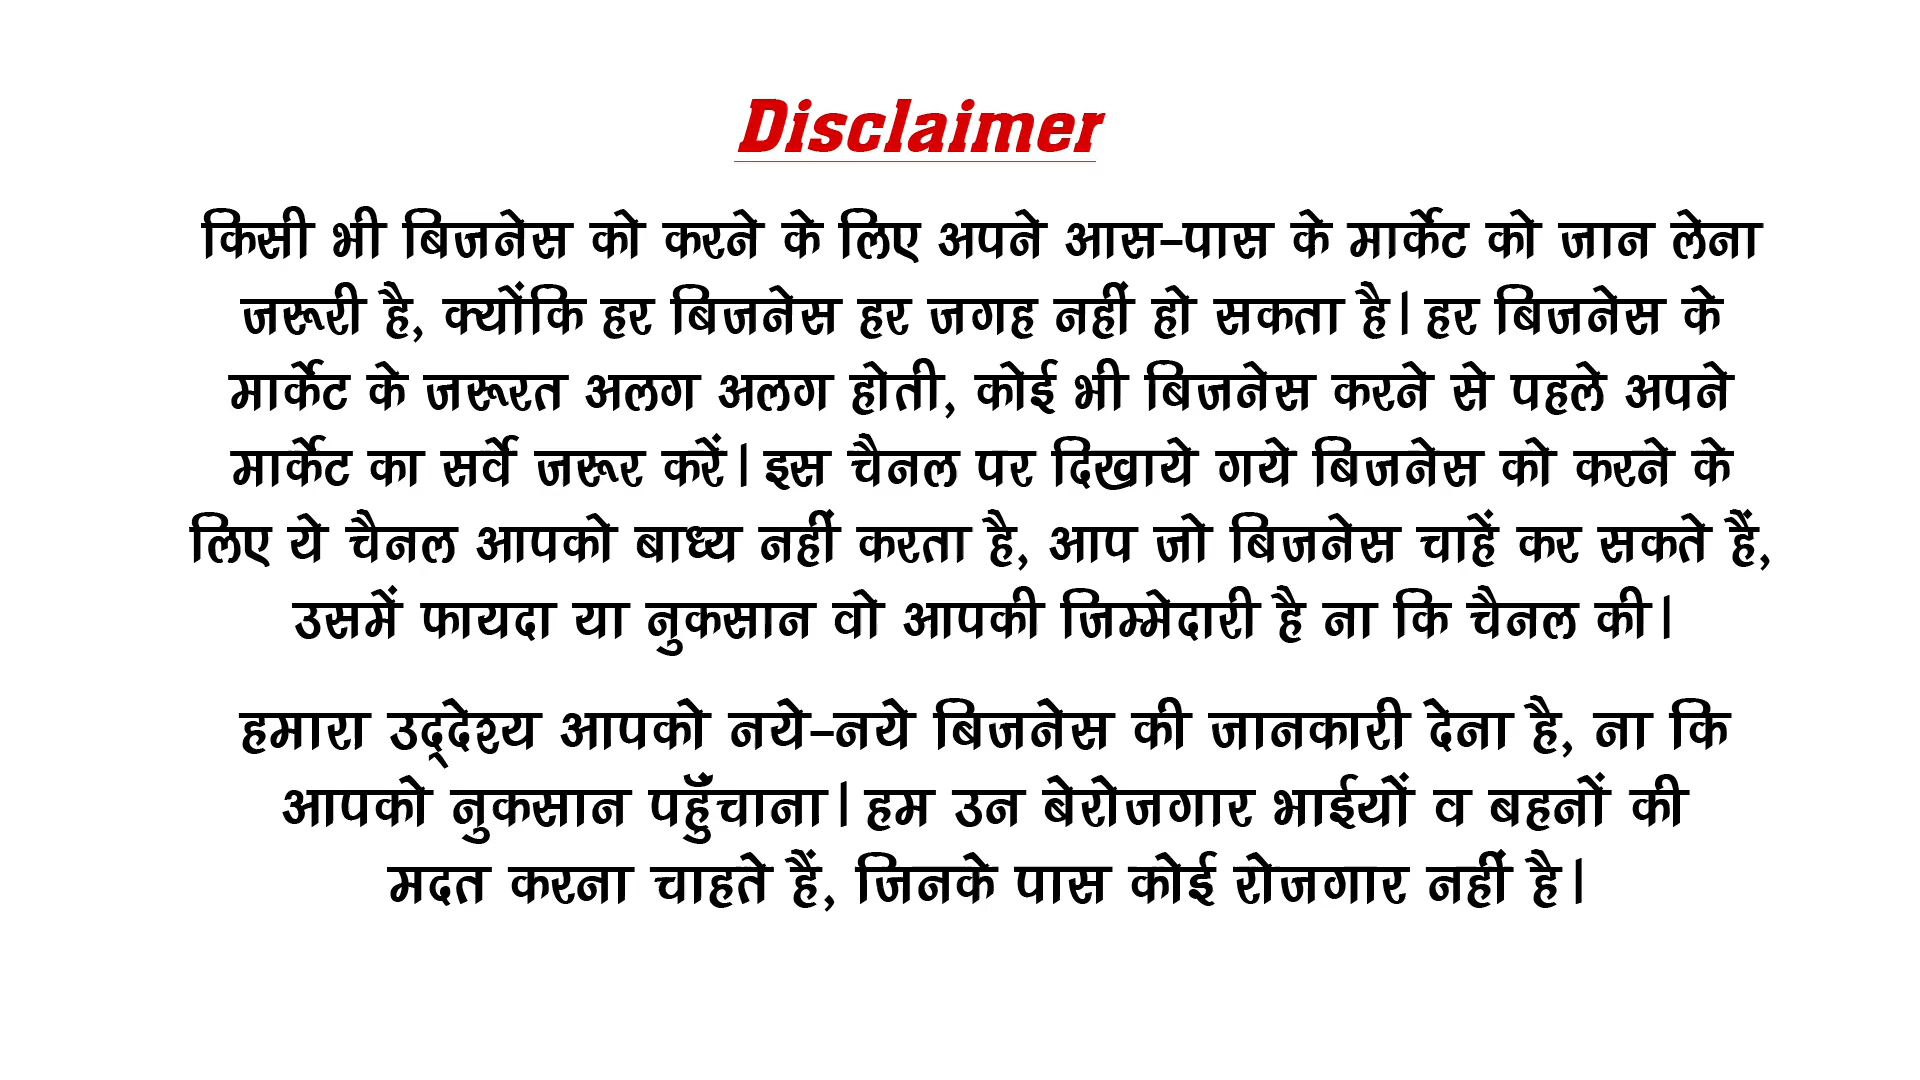 Disclaimer
किसी भी बिजनेस को करने के लिए अपने आस-पास के मार्केट को जान लेना
जरूरी है, क्योंकि हर बिजनेस हर जगह नहीं हो सकता है। हर बिजनेस के
मार्केट के जरूरत अलग अलग होती, कोई भी बिजनेस करने से पहले अपने
मार्केट का सर्वे जरूर करें। इस चैनल पर दिखाये गये बिजनेस को करने के
लिए ये चैनल आपको बाध्य नहीं करता है, आप जो बिजनेस चाहें कर सकते हैं,
उसमें फायदा या नुकसान वो आपकी जिम्मेदारी है ना कि चैनल की।
हमारा उद्‌देश्य आपको नये-नये बिजनेस की जानकारी देना है, ना कि
आपको नुकसान पहुँचाना। हम उन बेरोजगार भाईयों व बहनों की
मदत करना चाहते हैं, जिनके पास कोई रोजगार नहीं है।